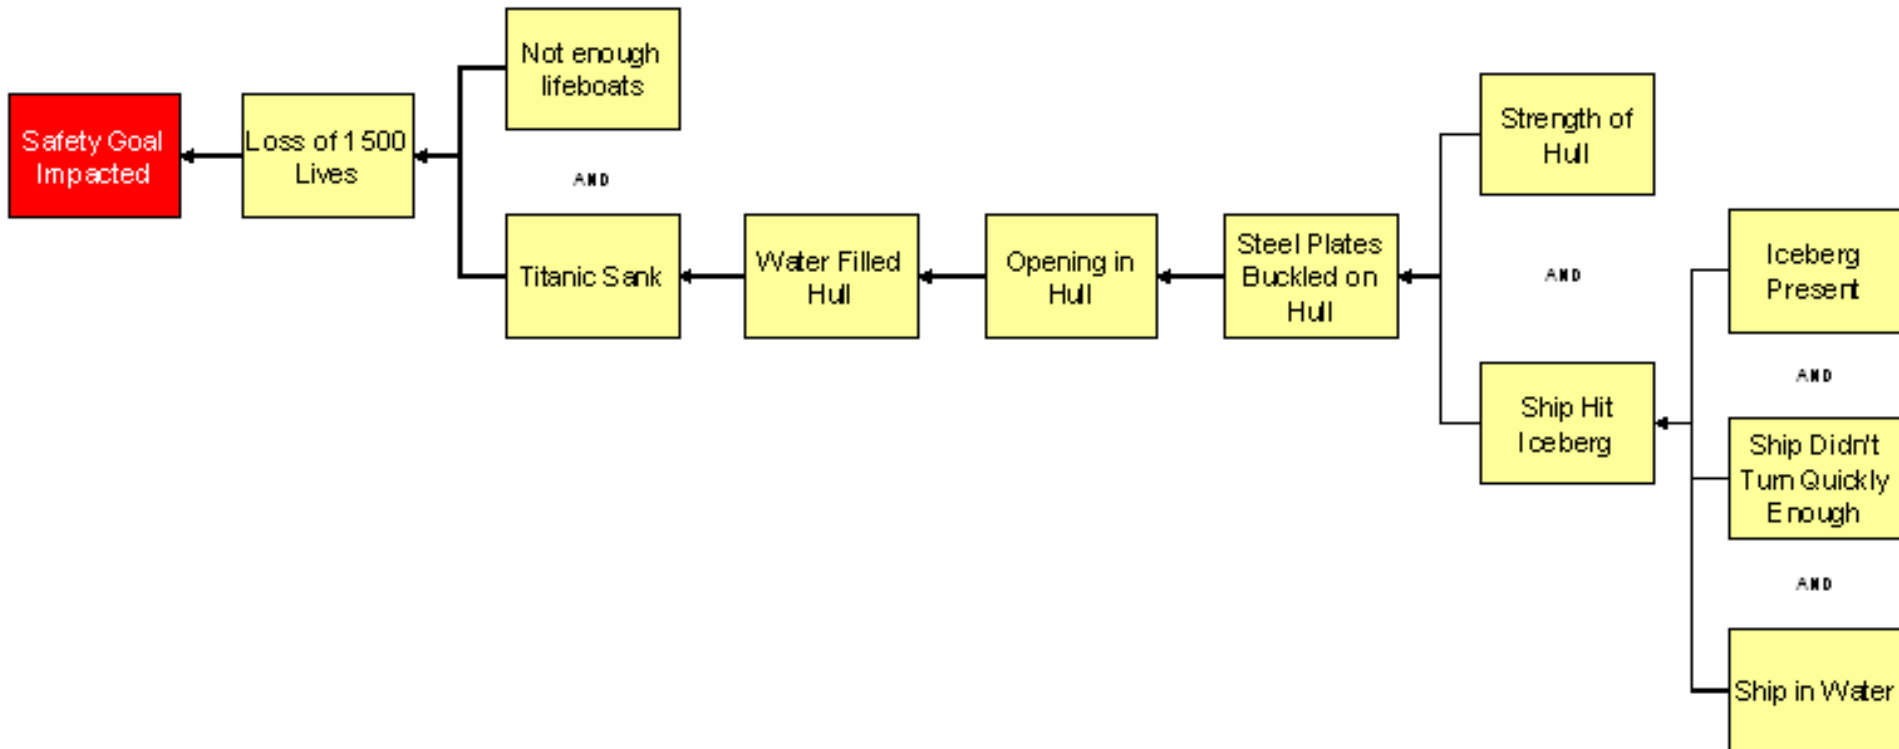 Safety Goal
Impacted
Loss of 1500
Lives
Not enough
lifeboats
AND
Titanic Sank
Water Filled
Hull
Opening in
Hull
Steel Plates
Buckled on
Hull
Strength of
Hull
AND
Ship Hit
Iceberg
Iceberg
Present
AND
Ship Didn't
Turn Quickly
Enough
AND
Ship in Water